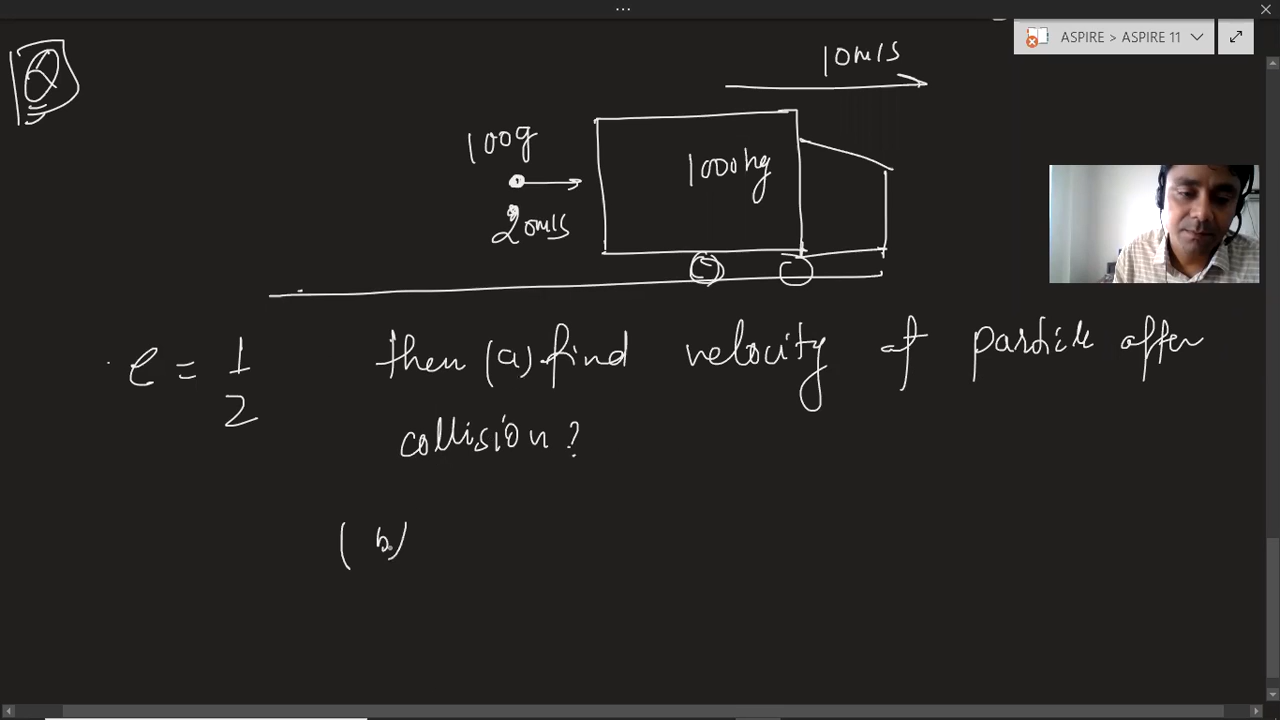 ASPIRE > ASPIRE 11
Q
10m/s
100g
1000kg
20m/s
e = 1/2 then (a) find velocity of particle after
collision?
(b)